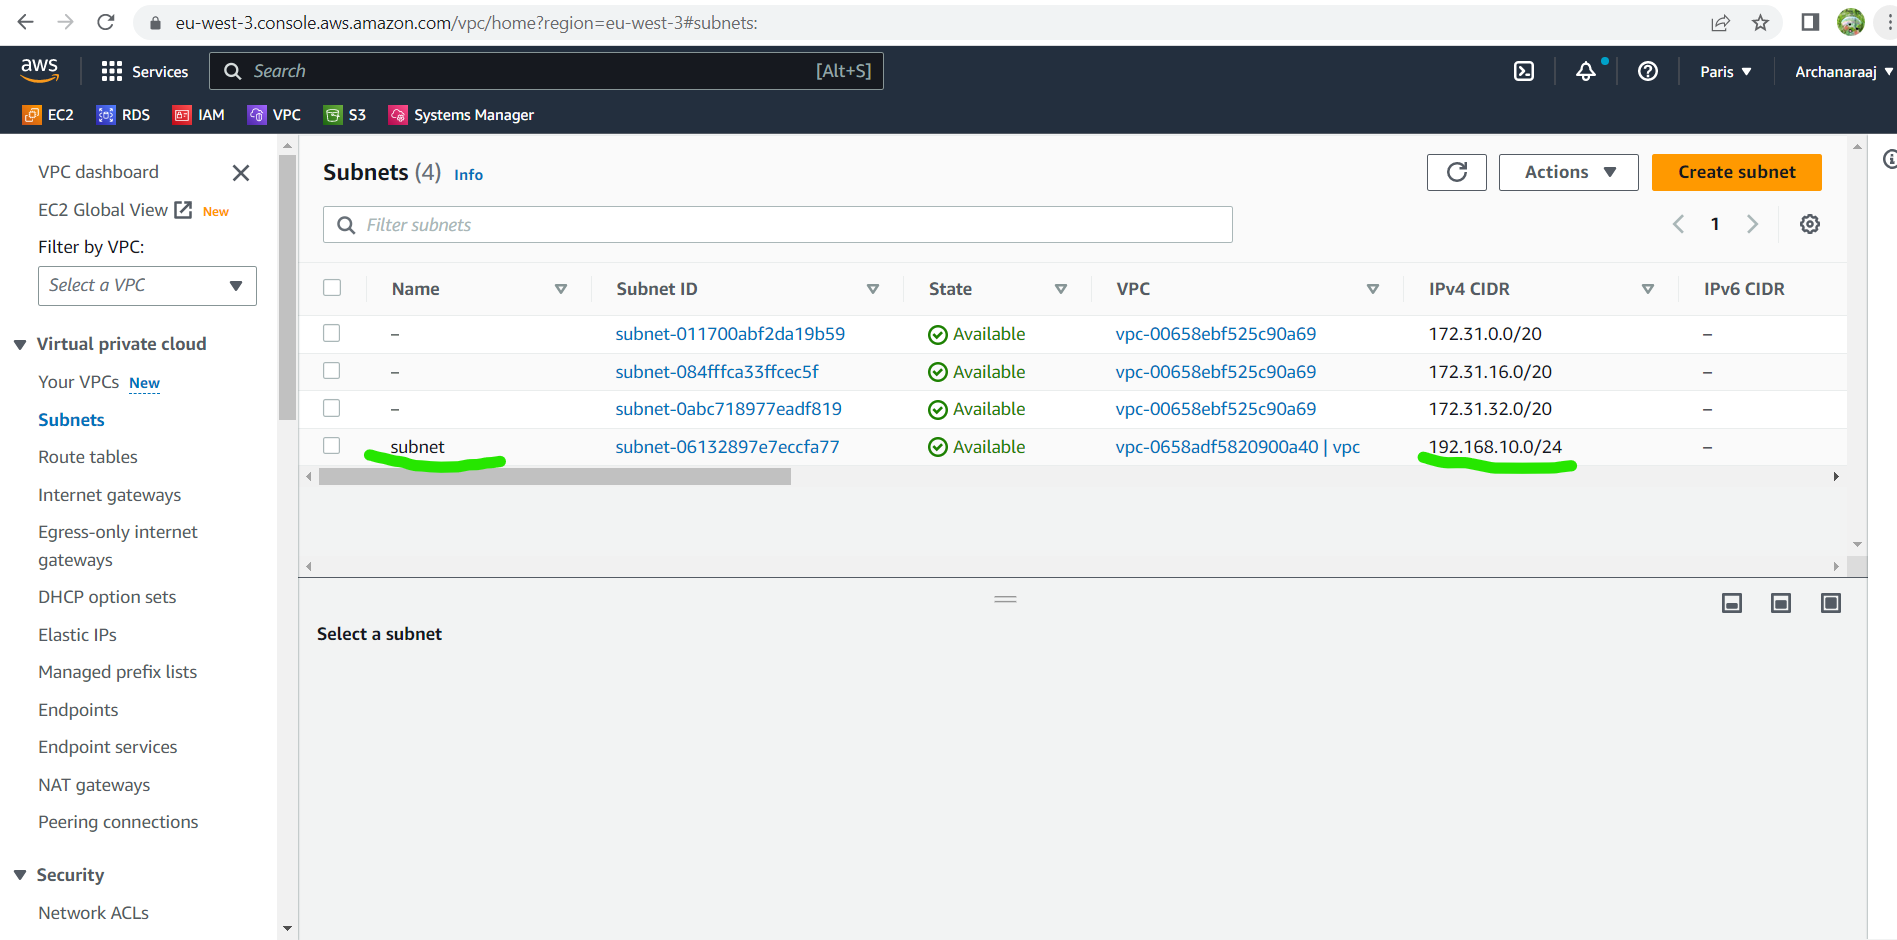 eu-west-3.console.aws.amazon.com/vpc/home?region=eu-west-3#subnets:
aws Services Search [Alt+S] Paris Archanaraaj
EC2 RDS IAM VPC S3 Systems Manager
VPC dashboard
EC2 Global View New
Filter by VPC:
Select a VPC
Virtual private cloud
Your VPCs New
Subnets
Route tables
Internet gateways
Egress-only internet
gateways
DHCP option sets
Elastic IPs
Managed prefix lists
Endpoints
Endpoint services
NAT gateways
Peering connections
Security
Network ACLs
Subnets (4) Info
Actions
Create subnet
Filter subnets
1
Name Subnet ID State VPC IPv4 CIDR IPv6 CIDR
– subnet-011700abf2da19b59 Available vpc-00658ebf525c90a69 172.31.0.0/20 –
– subnet-084fffca33ffcec5f Available vpc-00658ebf525c90a69 172.31.16.0/20 –
– subnet-0abc718977eadf819 Available vpc-00658ebf525c90a69 172.31.32.0/20 –
subnet subnet-06132897e7eccfa77 Available vpc-0658adf5820900a40 | vpc 192.168.10.0/24 –
Select a subnet